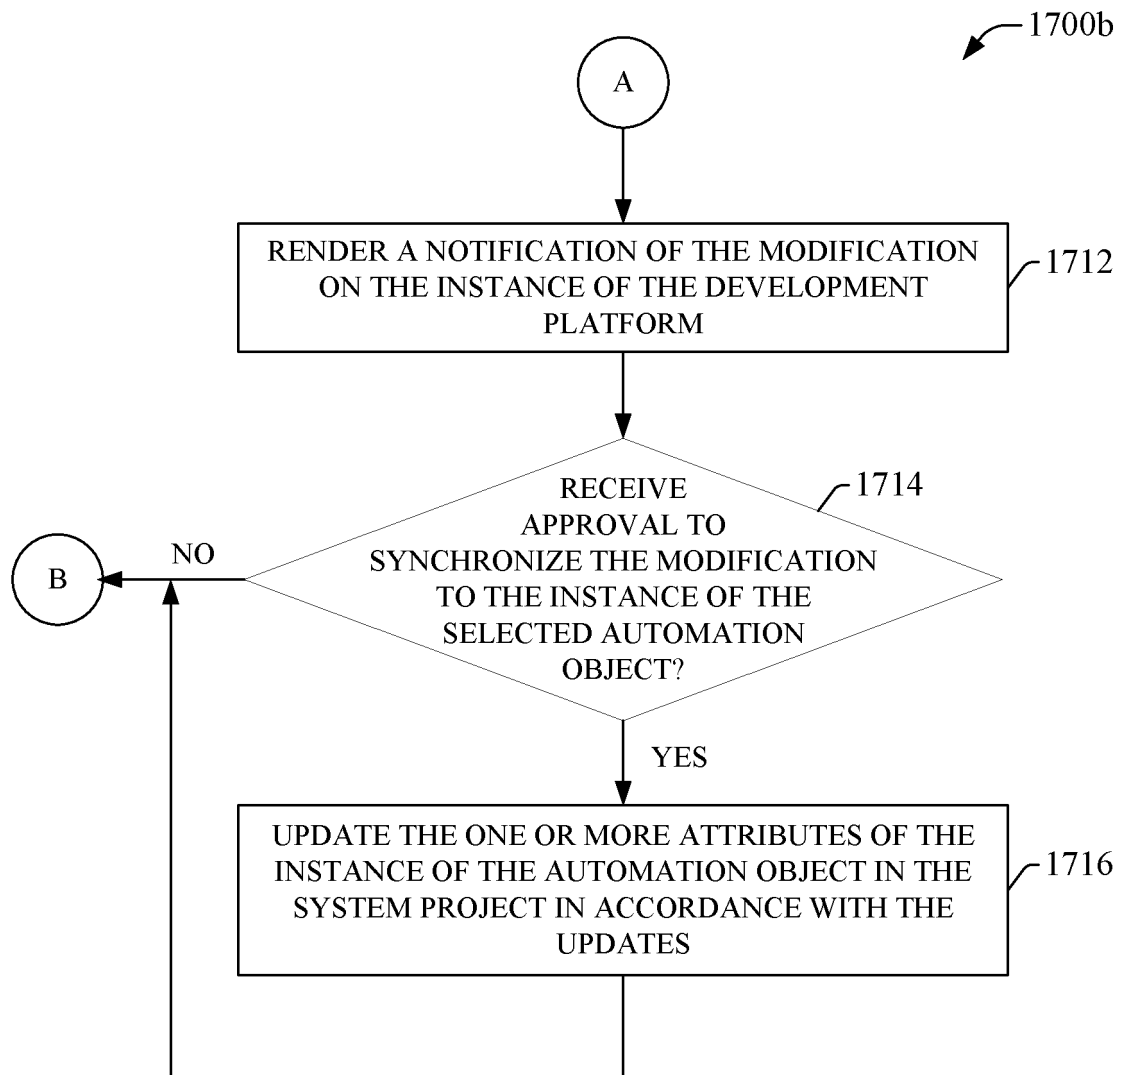 1700b
A
RENDER A NOTIFICATION OF THE MODIFICATION
ON THE INSTANCE OF THE DEVELOPMENT
PLATFORM
1712
RECEIVE
APPROVAL TO
SYNCHRONIZE THE MODIFICATION
TO THE INSTANCE OF THE
SELECTED AUTOMATION
OBJECT?
1714
NO
B
YES
UPDATE THE ONE OR MORE ATTRIBUTES OF THE
INSTANCE OF THE AUTOMATION OBJECT IN THE
SYSTEM PROJECT IN ACCORDANCE WITH THE
UPDATES
1716